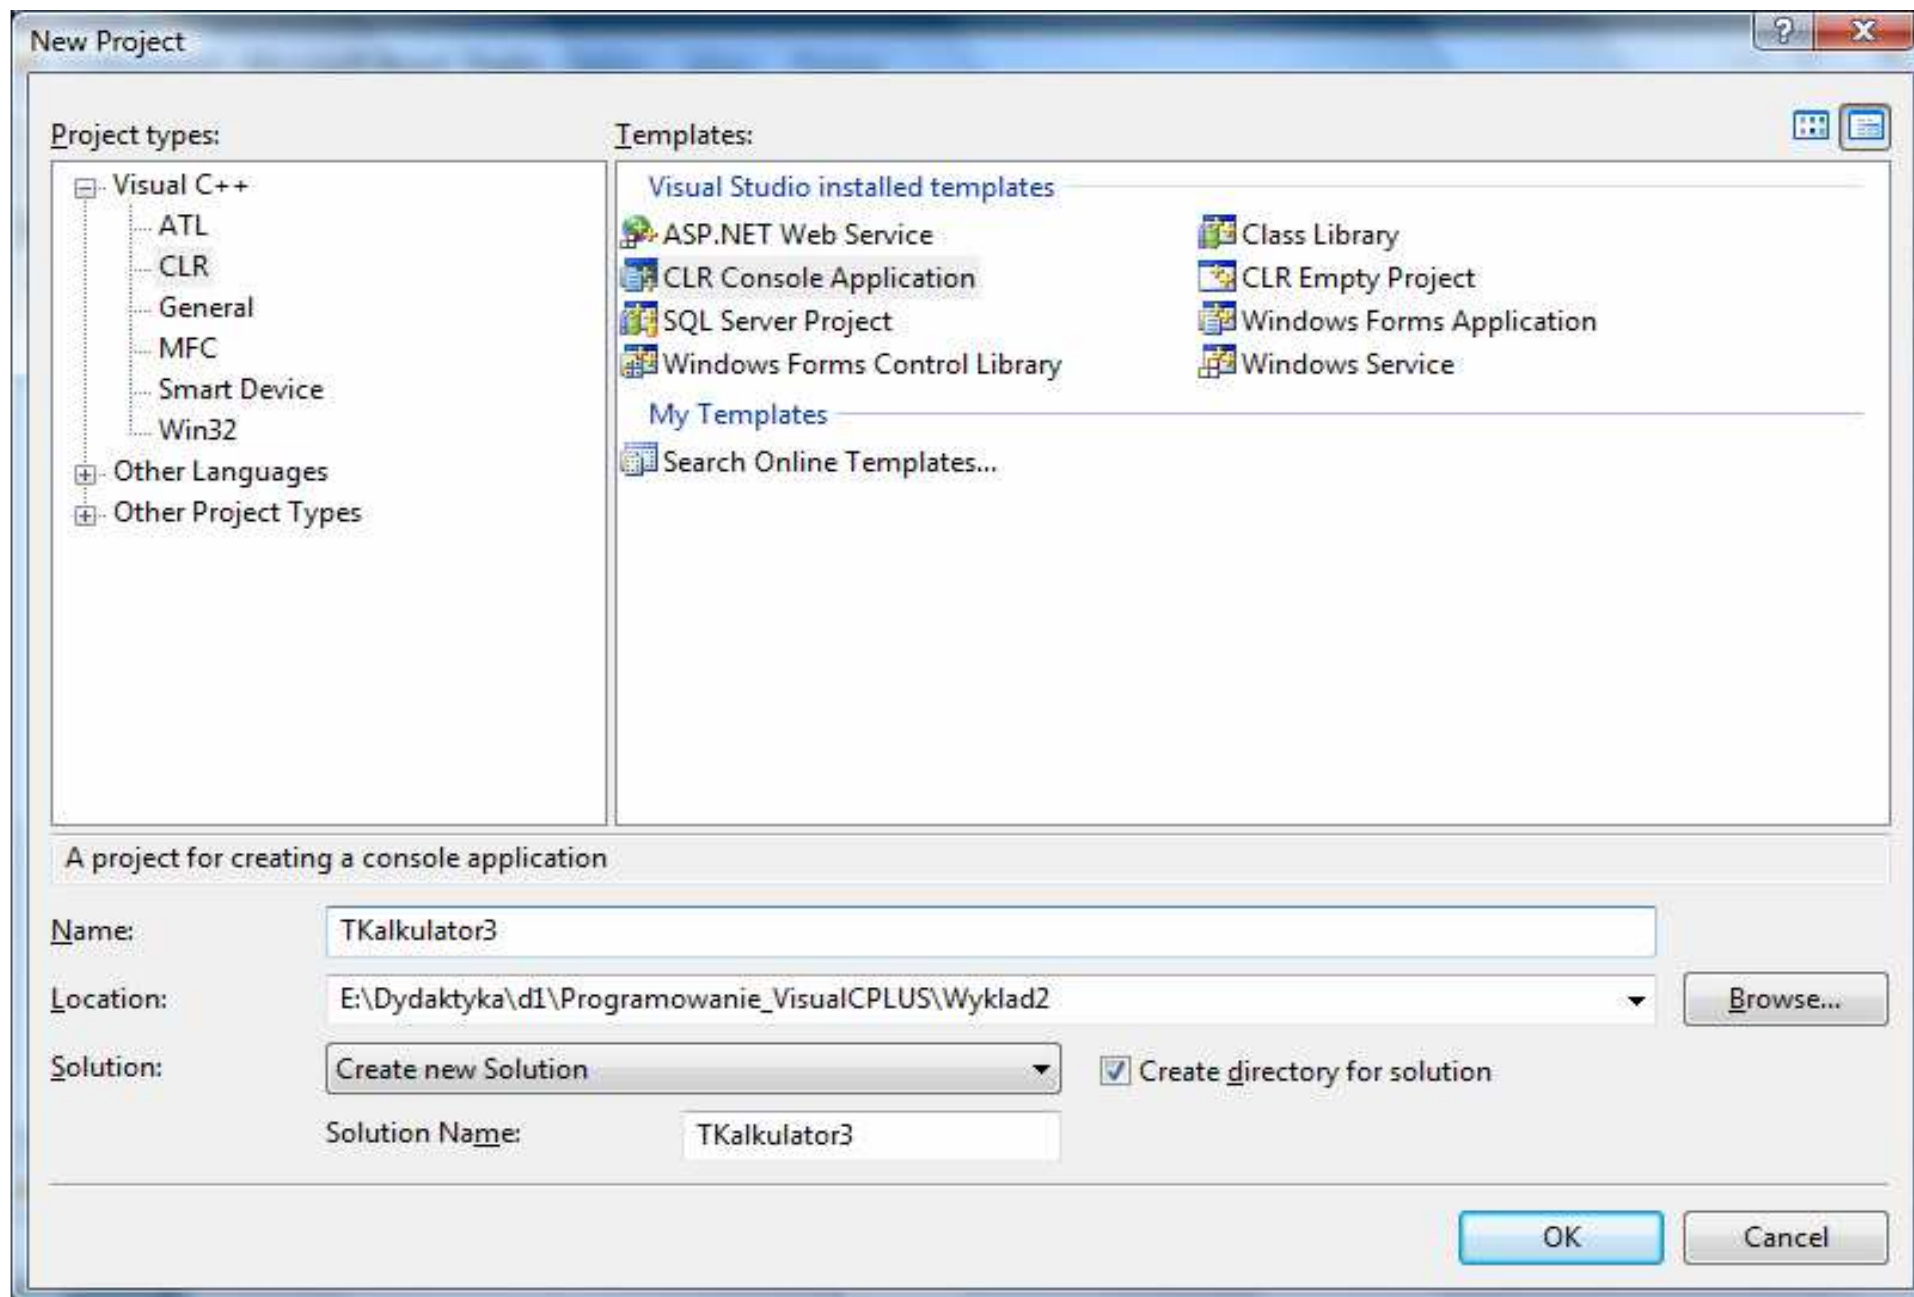 New Project
Project types:
Templates:
Visual C++
ATL
CLR
General
MFC
Smart Device
Win32
Other Languages
Other Project Types
Visual Studio installed templates
ASP.NET Web Service
Class Library
CLR Console Application
CLR Empty Project
SQL Server Project
Windows Forms Application
Windows Forms Control Library
Windows Service
My Templates
Search Online Templates...
A project for creating a console application
Name:
TKalkulator3
Location:
E:\Dydaktyka\d1\Programowanie_VisualCPLUS\Wyklad2
Browse...
Solution:
Create new Solution
Create directory for solution
Solution Name:
TKalkulator3
OK
Cancel